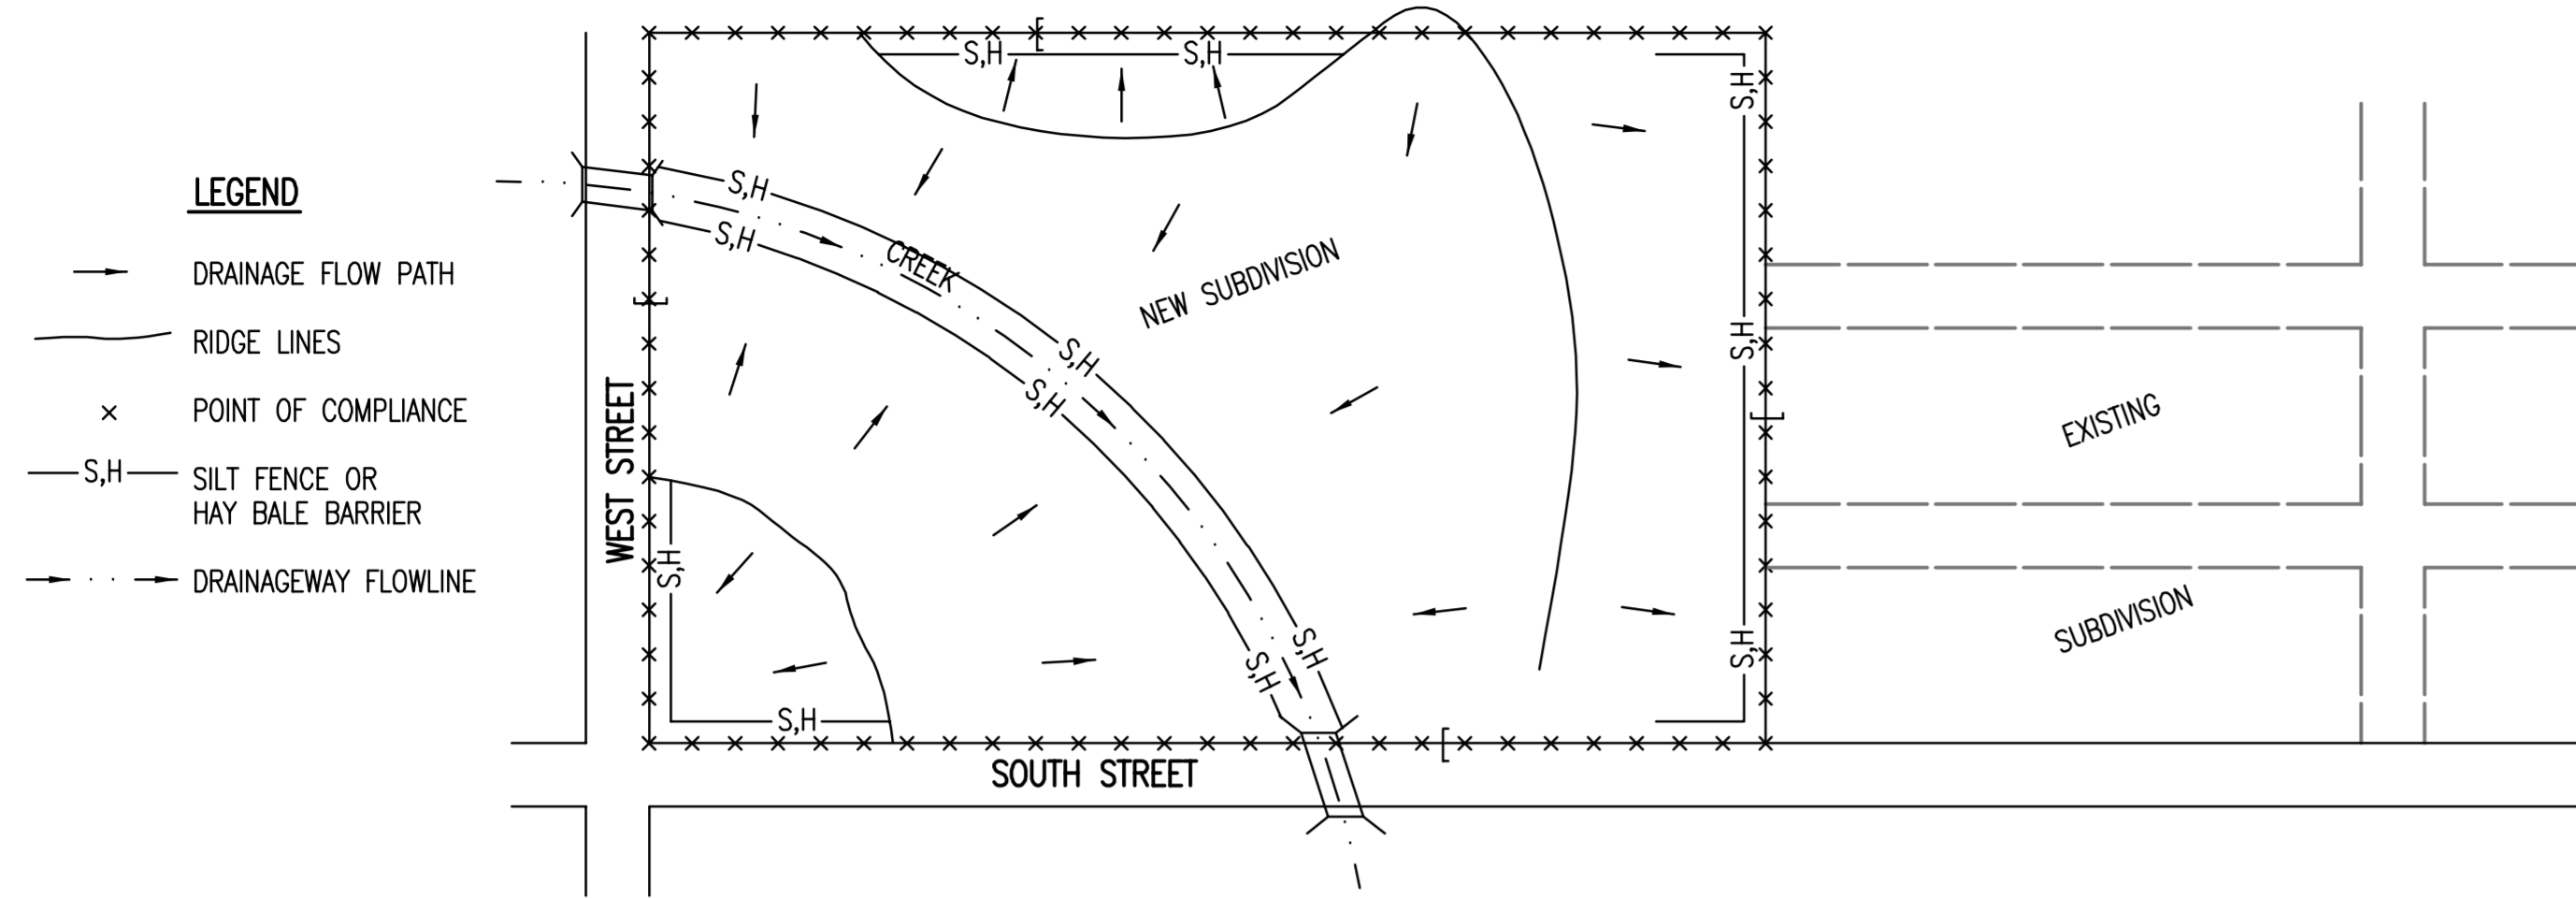 LEGEND
DRAINAGE FLOW PATH
RIDGE LINES
× POINT OF COMPLIANCE
S,H SILT FENCE OR
HAY BALE BARRIER
DRAINAGEWAY FLOWLINE
S,H
S,H
S,H
S,H
S,H
CREEK
NEW SUBDIVISION
S,H
S,H
S,H
WEST STREET
S,H
S,H
S,H
S,H
S,H
SOUTH STREET
EXISTING
SUBDIVISION